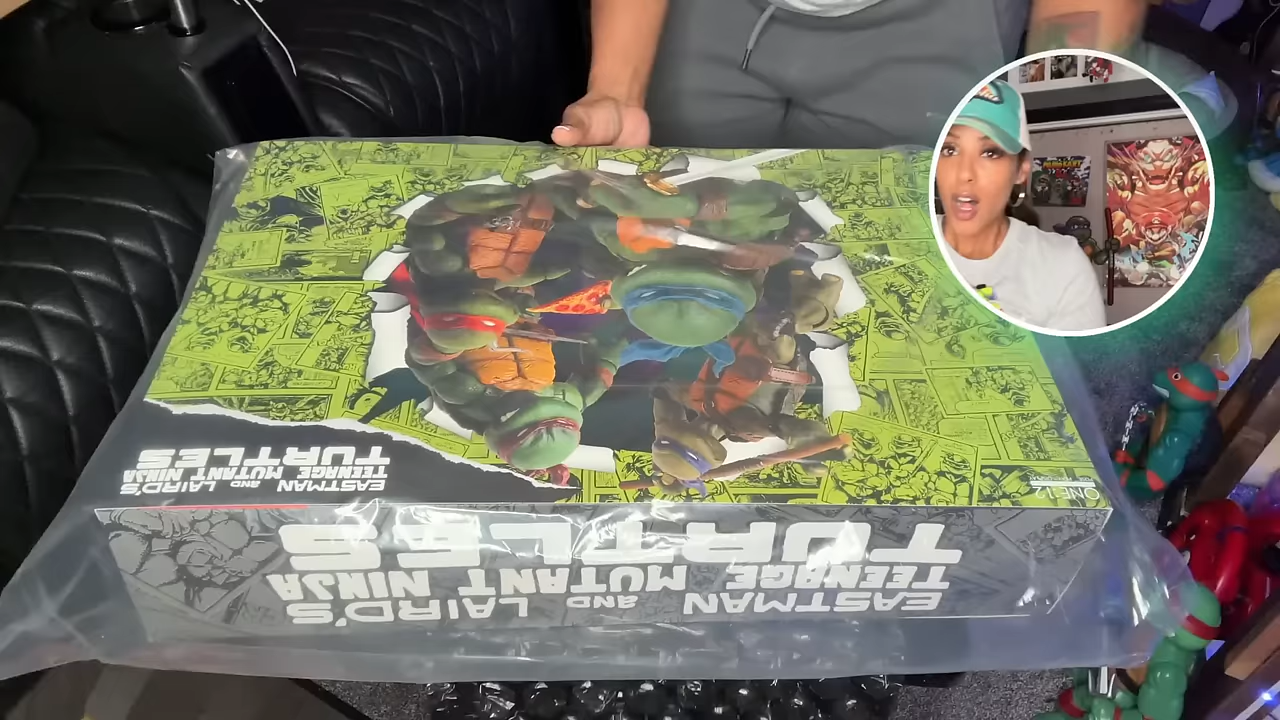 EASTMAN AND LAIRD'S
TEENAGE MUTANT NINJA
TURTLES
ONE:12
EASTMAN AND LAIRD'S
TEENAGE MUTANT NINJA
TURTLES